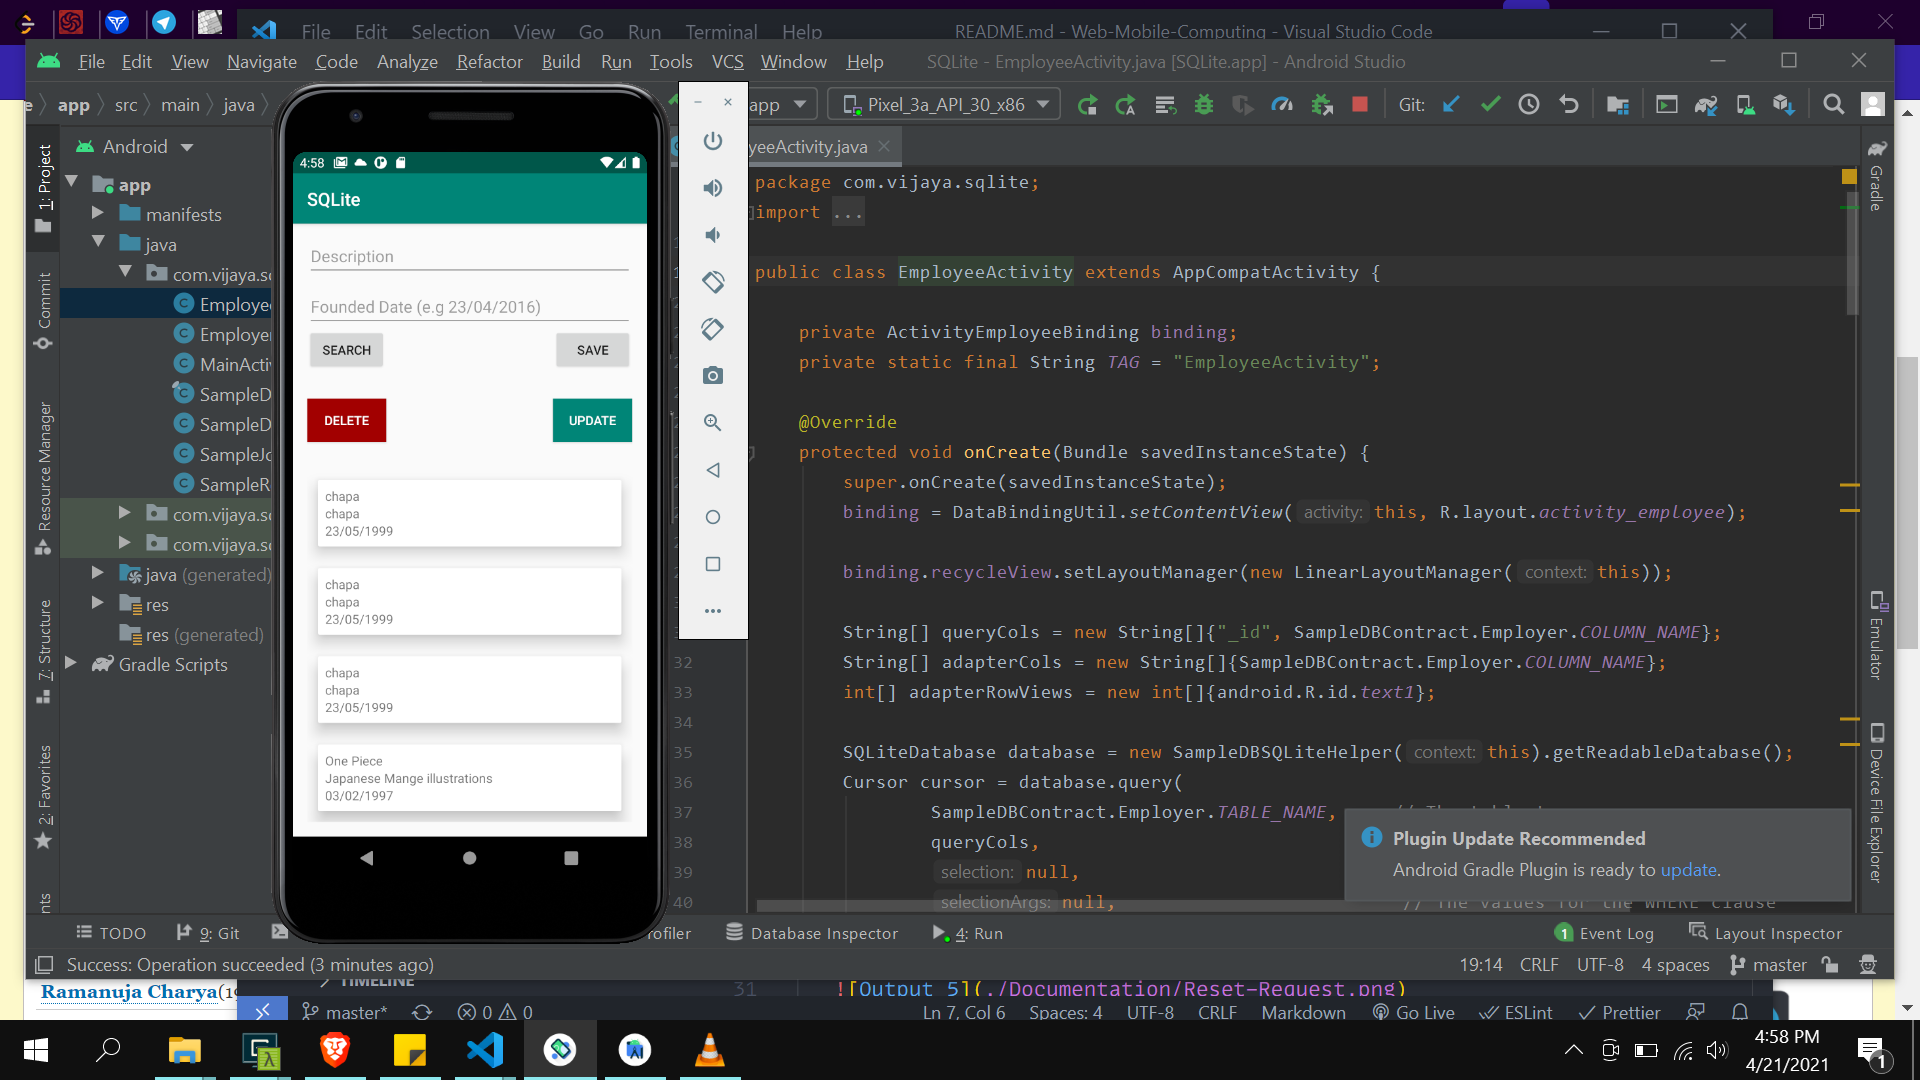 File Edit Selection View Go Run Terminal Help README.md - Web-Mobile-Computing - Visual Studio Code
File Edit View Navigate Code Analyze Refactor Build Run Tools VCS Window Help SQLite - EmployeeActivity.java [SQLite.app] - Android Studio
e app src main java app Pixel_3a_API_30_x86 Git:
Android
app
manifests
java
com.vijaya.s
Employe
Employer
MainActiv
SampleD
SampleD
SampleJ
SampleR
com.vijaya.s
com.vijaya.s
java (generated)
res
res (generated)
Gradle Scripts
1: Project
Commit
Resource Manager
7: Structure
2: Favorites
nts
4:58
SQLite
Description
Founded Date (e.g 23/04/2016)
SEARCH SAVE
DELETE UPDATE
chapa
chapa
23/05/1999
chapa
chapa
23/05/1999
chapa
chapa
23/05/1999
One Piece
Japanese Mange illustrations
03/02/1997
yeeActivity.java
package com.vijaya.sqlite;
import ...
public class EmployeeActivity extends AppCompatActivity {
private ActivityEmployeeBinding binding;
private static final String TAG = "EmployeeActivity";
@Override
protected void onCreate(Bundle savedInstanceState) {
super.onCreate(savedInstanceState);
binding = DataBindingUtil.setContentView( activity: this, R.layout.activity_employee);
binding.recycleView.setLayoutManager(new LinearLayoutManager( context: this));
String[] queryCols = new String[]{"_id", SampleDBContract.Employer.COLUMN_NAME};
32 String[] adapterCols = new String[]{SampleDBContract.Employer.COLUMN_NAME};
33 int[] adapterRowViews = new int[]{android.R.id.text1};
34
35 SQLiteDatabase database = new SampleDBSQLiteHelper( context: this).getReadableDatabase();
36 Cursor cursor = database.query(
37 SampleDBContract.Employer.TABLE_NAME,
38 queryCols,
39 selection: null,
40 selectionArgs: null, // The values for the WHERE clause
Plugin Update Recommended
Android Gradle Plugin is ready to update.
Gradle
Emulator
Device File Explorer
TODO 9: Git rofiler Database Inspector 4: Run 1 Event Log Layout Inspector
Success: Operation succeeded (3 minutes ago) 19:14 CRLF UTF-8 4 spaces master
Ramanuja Charya(1
TIMELINE
31 ![Output 5](./Documentation/Reset-Request.png)
master* 0 0 Ln 7, Col 6 Spaces: 4 UTF-8 CRLF Markdown Go Live ESLint Prettier
4:58 PM
4/21/2021
1